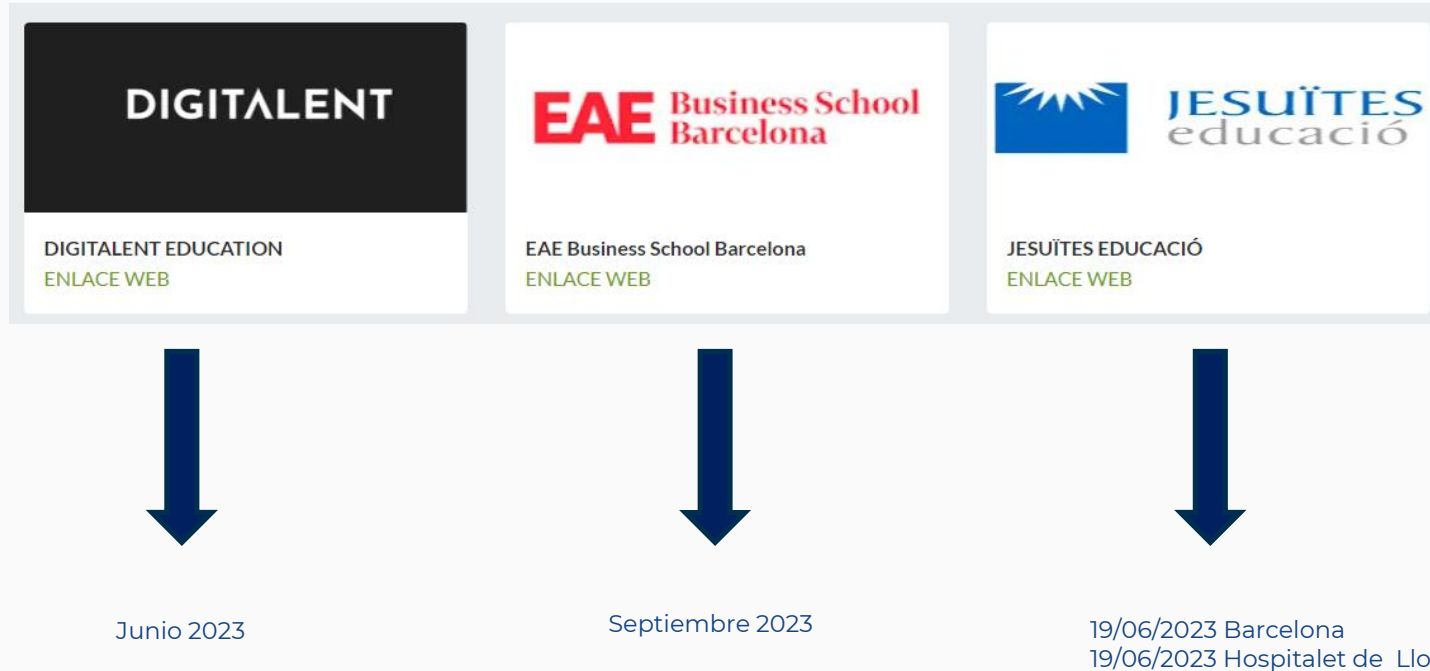 DIGITALENT
EAE Business School
Barcelona
JESUÏTES
educació
DIGITALENT EDUCATION
ENLACE WEB
EAE Business School Barcelona
ENLACE WEB
JESUÏTES EDUCACIÓ
ENLACE WEB
Junio 2023
Septiembre 2023
19/06/2023 Barcelona
19/06/2023 Hospitalet de